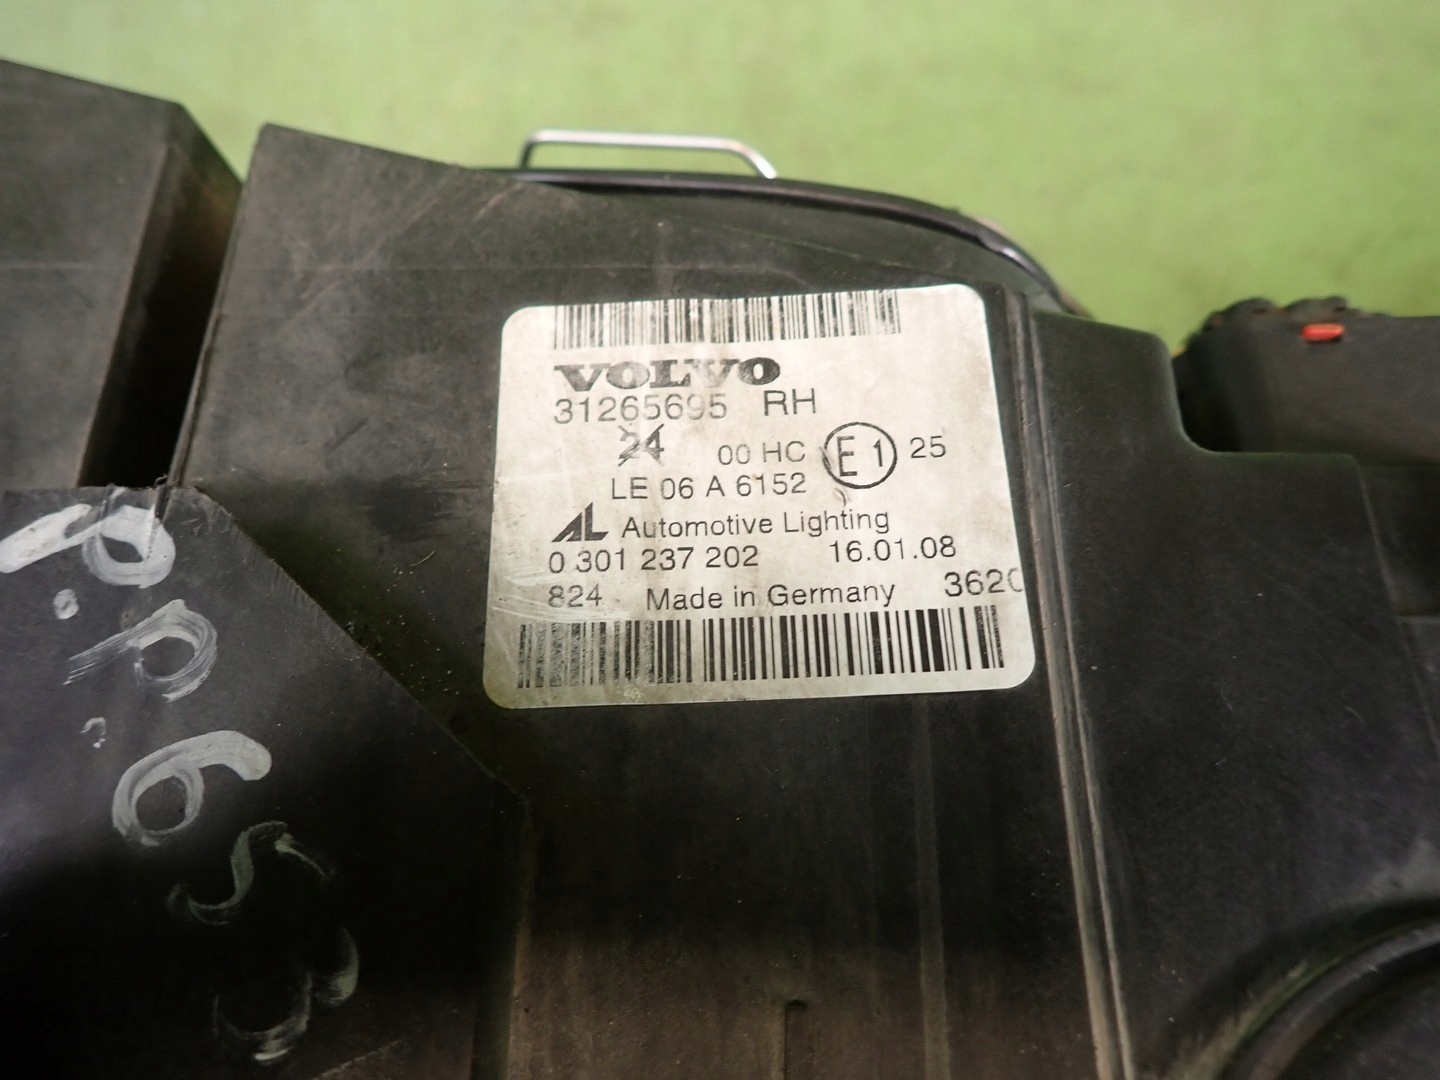 VOLVO
31265695 RH
24 00 HC E1 25
LE 06 A 6152
AL Automotive Lighting
0 301 237 202 16.01.08
824 Made in Germany 3620
P.P.6